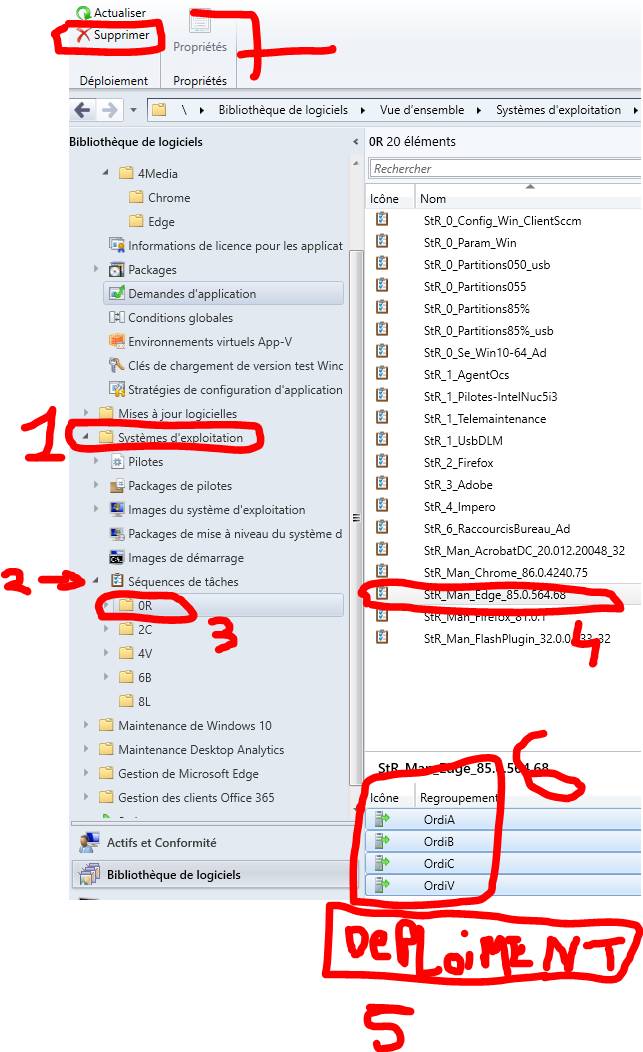 Actualiser
Supprimer
Propriétés
Déploiement
Propriétés
7
\ ▸ Bibliothèque de logiciels ▸ Vue d'ensemble ▸ Systèmes d'exploitation ▸
Bibliothèque de logiciels
4Media
Chrome
Edge
Informations de licence pour les applicat
Packages
Demandes d'application
Conditions globales
Environnements virtuels App-V
Clés de chargement de version test Winc
Stratégies de configuration d'application
Mises à jour logicielles
1
Systèmes d'exploitation
Pilotes
Packages de pilotes
Images du système d'exploitation
Packages de mise à niveau du système d
Images de démarrage
2
Séquences de tâches
0R
3
2C
4V
6B
8L
Maintenance de Windows 10
Maintenance Desktop Analytics
Gestion de Microsoft Edge
Gestion des clients Office 365
Actifs et Conformité
Bibliothèque de logiciels
0R 20 éléments
Rechercher
Icône Nom
StR_0_Config_Win_ClientSccm
StR_0_Param_Win
StR_0_Partitions050_usb
StR_0_Partitions055
StR_0_Partitions85%
StR_0_Partitions85%_usb
StR_0_Se_Win10-64_Ad
StR_1_AgentOcs
StR_1_Pilotes-IntelNuc5i3
StR_1_Telemaintenance
StR_1_UsbDLM
StR_2_Firefox
StR_3_Adobe
StR_4_Impero
StR_6_RaccourcisBureau_Ad
StR_Man_AcrobatDC_20.012.20048_32
StR_Man_Chrome_86.0.4240.75
StR_Man_Edge_85.0.564.68
StR_Man_Firefox_81.0.1
4
StR_Man_Edge_85.0.564.68
6
Icône Regroupement
OrdiA
OrdiB
OrdiC
OrdiV
DEPLOiMENT
5